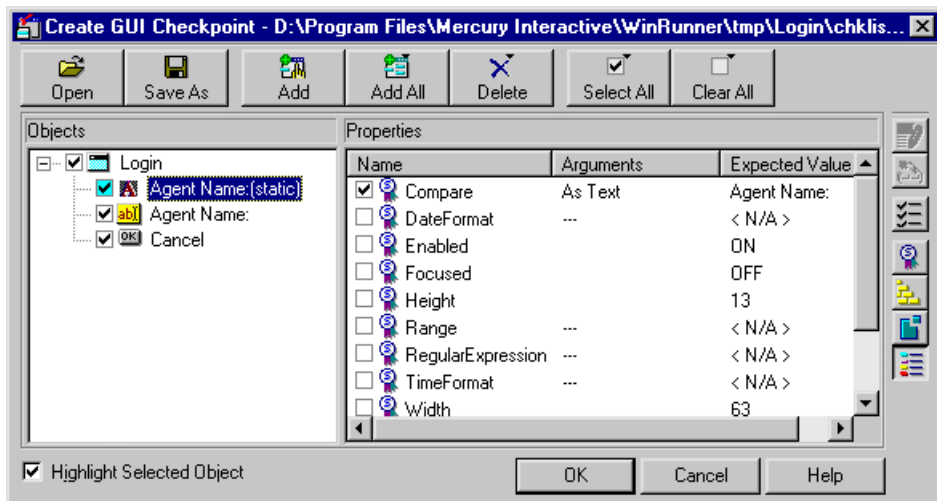 Create GUI Checkpoint - D:\Program Files\Mercury Interactive\WinRunner\tmp\Login\chklis...
Open Save As Add Add All Delete Select All Clear All
Objects Properties
Login
Agent Name:(static)
Agent Name:
Cancel
Name Arguments Expected Value
Compare As Text Agent Name:
DateFormat --- < N/A >
Enabled ON
Focused OFF
Height 13
Range --- < N/A >
RegularExpression --- < N/A >
TimeFormat --- < N/A >
Width 63
Highlight Selected Object
OK Cancel Help